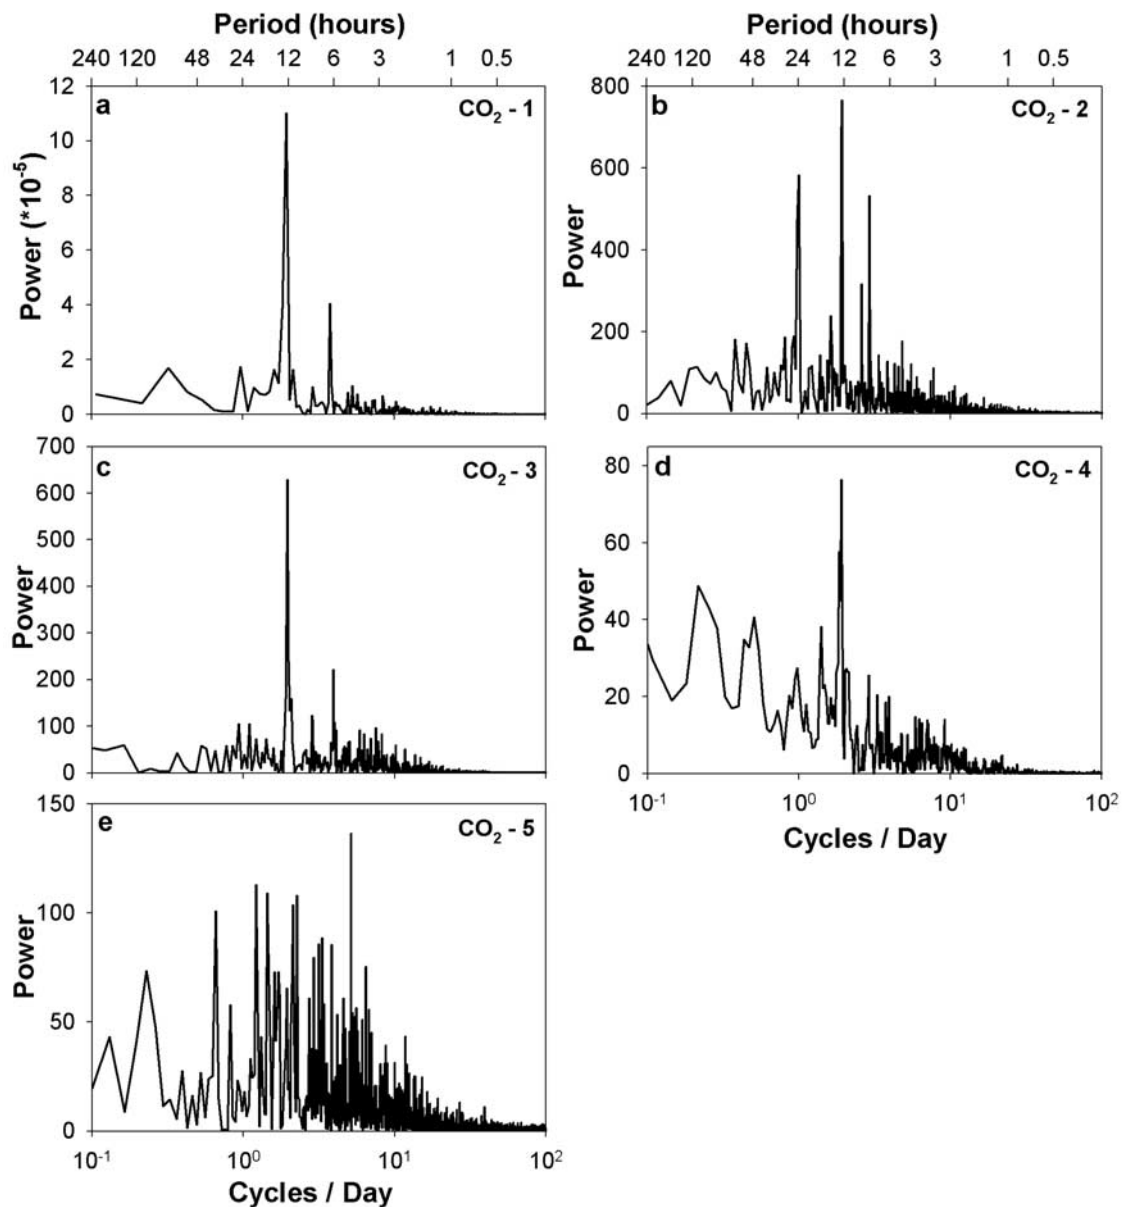 Period (hours)
240 120 48 24 12 6 3 1 0.5
Period (hours)
240 120 48 24 12 6 3 1 0.5
a
CO₂ - 1
12
10
8
6
4
2
0
Power (*10⁻⁵)
b
CO₂ - 2
800
600
400
200
0
Power
c
CO₂ - 3
700
600
500
400
300
200
100
0
Power
d
CO₂ - 4
80
60
40
20
0
Power
10⁻¹ 10⁰ 10¹ 10²
Cycles / Day
e
CO₂ - 5
150
100
50
0
Power
10⁻¹ 10⁰ 10¹ 10²
Cycles / Day